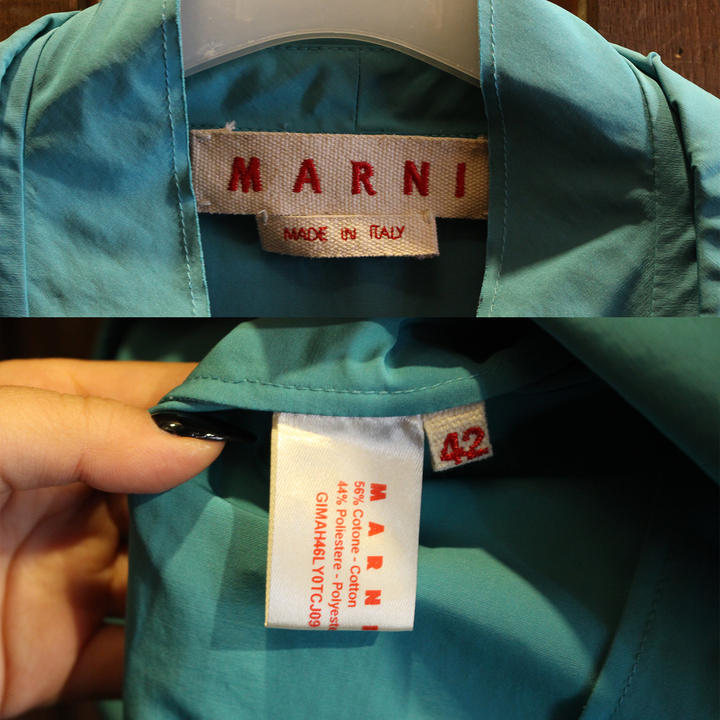 MARNI
MADE IN ITALY
42
MARNI
56% Cotone - Cotton
44% Poliestere - Polyeste
GIMAH46LY0TCJ09